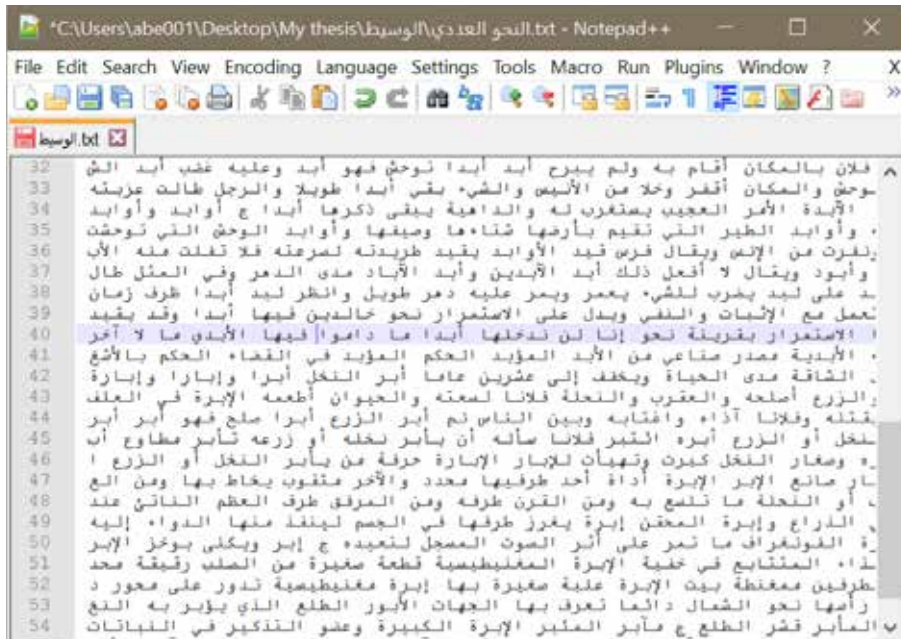 *C:\Users\abe001\Desktop\My thesis\النحو العددي\الوسيط.txt - Notepad++
File Edit Search View Encoding Language Settings Tools Macro Run Plugins Window ? X
الوسيط.txt
32 فلان بالمكان أقام به ولم يبرح أبد أبدا توحش فهو أبد وعليه غضب أبد الش
33 وحش والمكان أقفر وخلا من الأنيس والشيء بقي أبدا طويلا والرجل طالت عزبته
34 الآبدة الأمر العجيب يستغرب له والداهية يبقى ذكرها أبدا ج أوابد وأوابد
35 وأوابد الطير التي تقيم بأرضها شتاءها وصيفها وأوابد الوحش التي توحشت
36 ونفرت من الإنس ويقال فرس قيد الأوابد يقيد طريدته لسرعته فلا تفلت منه الأب
37 وأبود ويقال لا أفعل ذلك أبد الآبدين وأبد الآباد مدى الدهر وفي المثل طال
38 د على لبد يضرب للشيء يعمر ويمر عليه دهر طويل وانظر لبد أبدا ظرف زمان
39 تعمل مع الإثبات والنفي ويدل على الاستمرار نحو خالدين فيها أبدا وقد يقيد
40 ا الاستمرار بقرينة نحو إنا لن ندخلها أبدا ما داموا فيها الأبدي ما لا آخر
41 الأبدية مصدر صناعي من الأبد المؤبد الحكم المؤبد في القضاء الحكم بالأشغ
42 الشاقة مدى الحياة ويخفف إلى عشرين عاما أبر النخل أبرا وإبارا وإبارة
43 والزرع أصلحه والعقرب والنحلة فلانا لسعته والحيوان أطعمه الإبرة في العلف
44 يقتله وفلانا آذاه واغتابه وبين الناس نم أبر الزرع أبرا صلح فهو أبر أبر
45 نخل أو الزرع أبره ائتبر فلانا سأله أن يأبر نخله أو زرعه تأبر مطاوع أب
46 ره وصغار النخل كبرت وتهيأت للإبار الإبارة حرفة من يأبر النخل أو الزرع ا
47 بار صانع الإبر الإبرة أداة أحد طرفيها محدد والآخر مثقوب يخاط بها ومن الع
48 ب أو النحلة ما تلسع به ومن القرن طرفه ومن المرفق طرف العظم الناتئ عند
49 الذراع وإبرة المحقن إبرة يغرز طرفها في الجسم لينفذ منها الدواء إليه
50 رة الفونغراف ما تمر على أثر الصوت المسجل لتعيده ج إبر ويكنى بوخز الإبر
51 ذاء المتتابع في خفية الإبرة المغنيطيسية قطعة صغيرة من الصلب رقيقة محد
52 طرفين ممغنطة بيت الإبرة علبة صغيرة بها إبرة مغنيطيسية تدور على محور د
53 رأسها نحو الشمال دائما تعرف بها الجهات الأبور الطلع الذي يؤبر به النخ
54 المأبر قشر الطلع ج مآبر المئبر الإبرة الكبيرة وعضو التذكير في النباتات